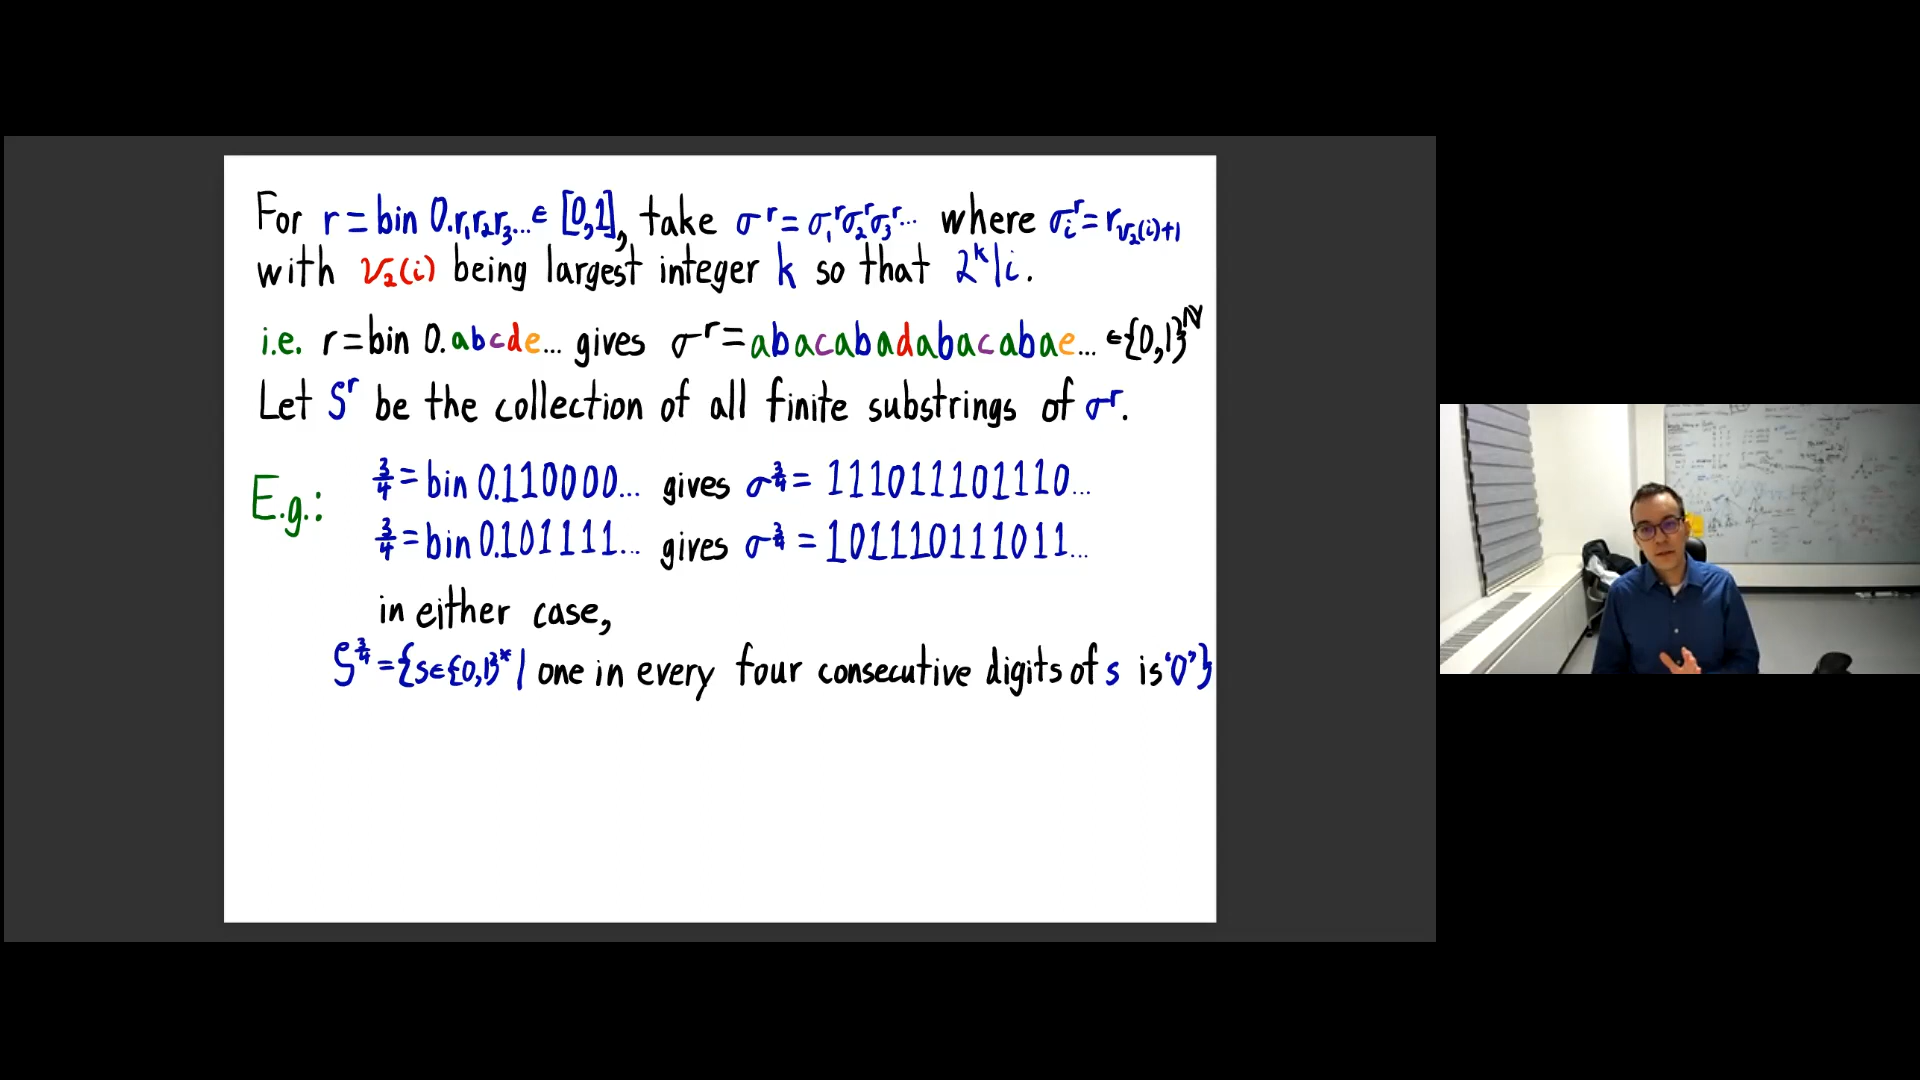 For r = bin 0.r₁r₂r₃... ∈ [0,1], take σʳ = σ₁ʳσ₂ʳσ₃ʳ... where σᵢʳ = r_{v₂(i)+1}
with v₂(i) being largest integer k so that 2ᵏ|i.
i.e. r = bin 0.abcde... gives σʳ = abacabadabacabae... ∈ {0,1}^ℕ
Let Sʳ be the collection of all finite substrings of σʳ.
E.g.: 3/4 = bin 0.110000... gives σ^{3/4} = 111011101110...
3/4 = bin 0.101111... gives σ^{3/4} = 101110111011...
in either case,
S^{3/4} = {s∈{0,1}* | one in every four consecutive digits of s is '0'}